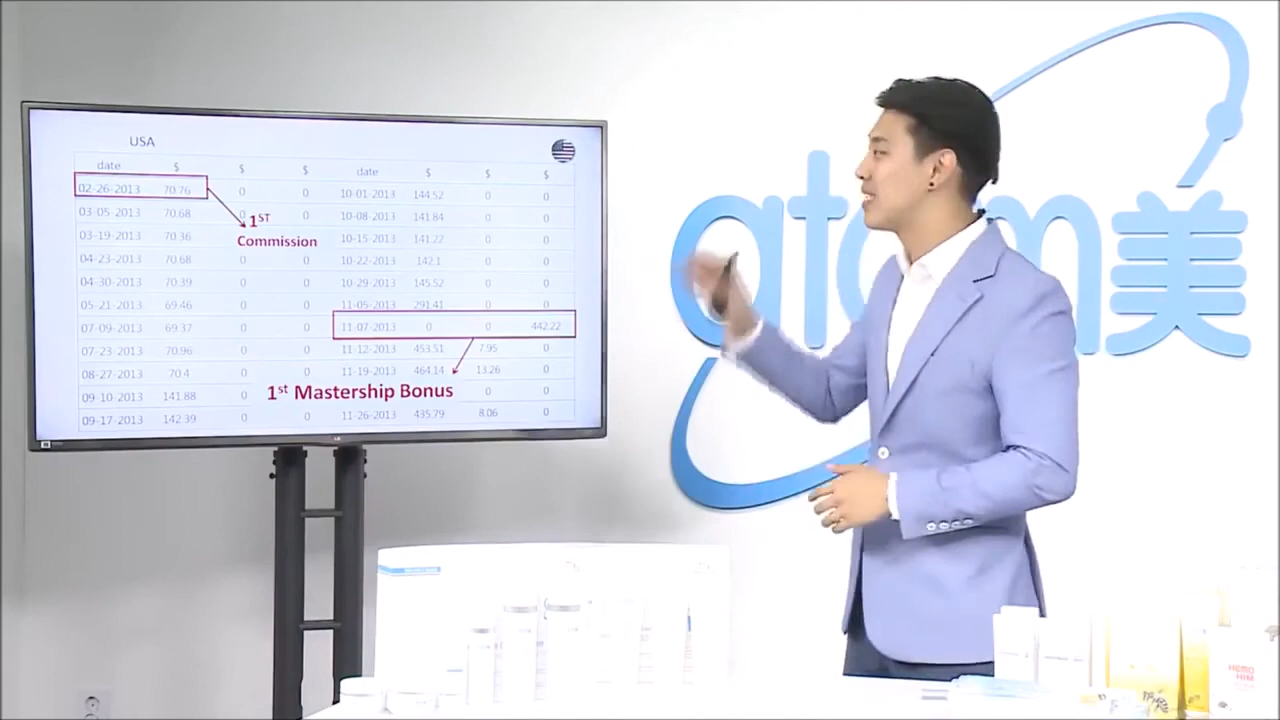 USA
date $ $ $ date $ $ $
02-26-2013 70.76 0 0 10-01-2013 144.52 0 0
03-05-2013 70.68 0 0 10-08-2013 141.84 0 0
1ST
03-19-2013 70.36 0 10-15-2013 141.22 0 0
Commission
04-23-2013 70.68 0 0 10-22-2013 142.1 0 0
04-30-2013 70.39 0 0 10-29-2013 145.52 0 0
05-21-2013 69.46 0 0 11-05-2013 291.41 0 0
07-09-2013 69.37 0 0 11-07-2013 0 0 442.22
07-23-2013 70.96 0 0 11-12-2013 453.51 7.95 0
08-27-2013 70.4 0 0 11-19-2013 464.14 13.26 0
09-10-2013 141.88 0 0 0
1st Mastership Bonus
09-17-2013 142.39 0 0 11-26-2013 435.79 8.06 0
LG
atom美
HEMO
HIM